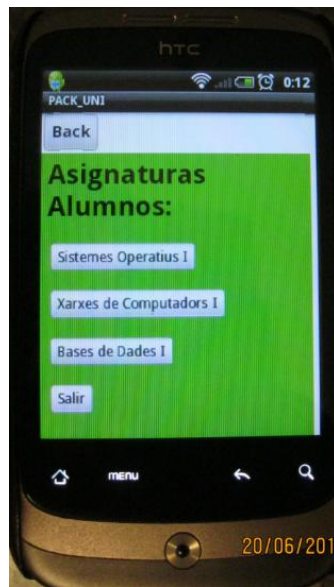 hTC
0:12
PACK_UNI
Back
Asignaturas
Alumnos:
Sistemes Operatius I
Xarxes de Computadors I
Bases de Dades I
Salir
menu
20/06/201